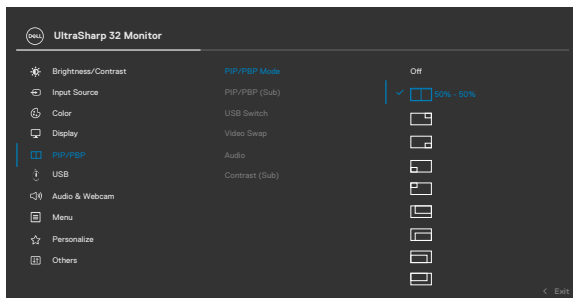 DELL UltraSharp 32 Monitor
Brightness/Contrast
Input Source
Color
Display
PIP/PBP
USB
Audio & Webcam
Menu
Personalize
Others
PIP/PBP Mode
PIP/PBP (Sub)
USB Switch
Video Swap
Audio
Contrast (Sub)
Off
50% - 50%
< Exit